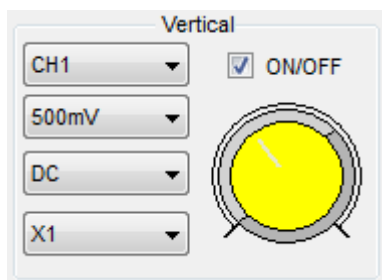 Vertical
CH1
ON/OFF
500mV
DC
X1